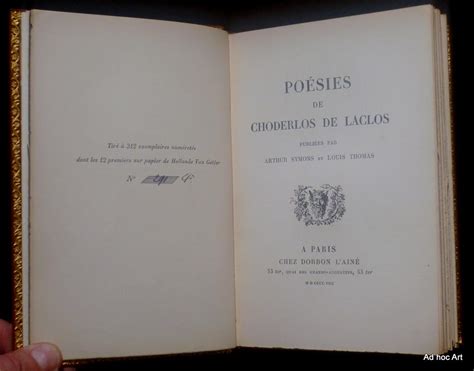 Tiré à 312 exemplaires numérotés
dont les 12 premiers sur papier de Hollande Van Gelder
N°
POÉSIES
DE
CHODERLOS DE LACLOS
PUBLIÉES PAR
ARTHUR SYMONS ET LOUIS THOMAS
A PARIS
CHEZ DORBON L'AINÉ
53 ter, QUAI DES GRANDS-AUGUSTINS, 53 ter
Ad hoc Art